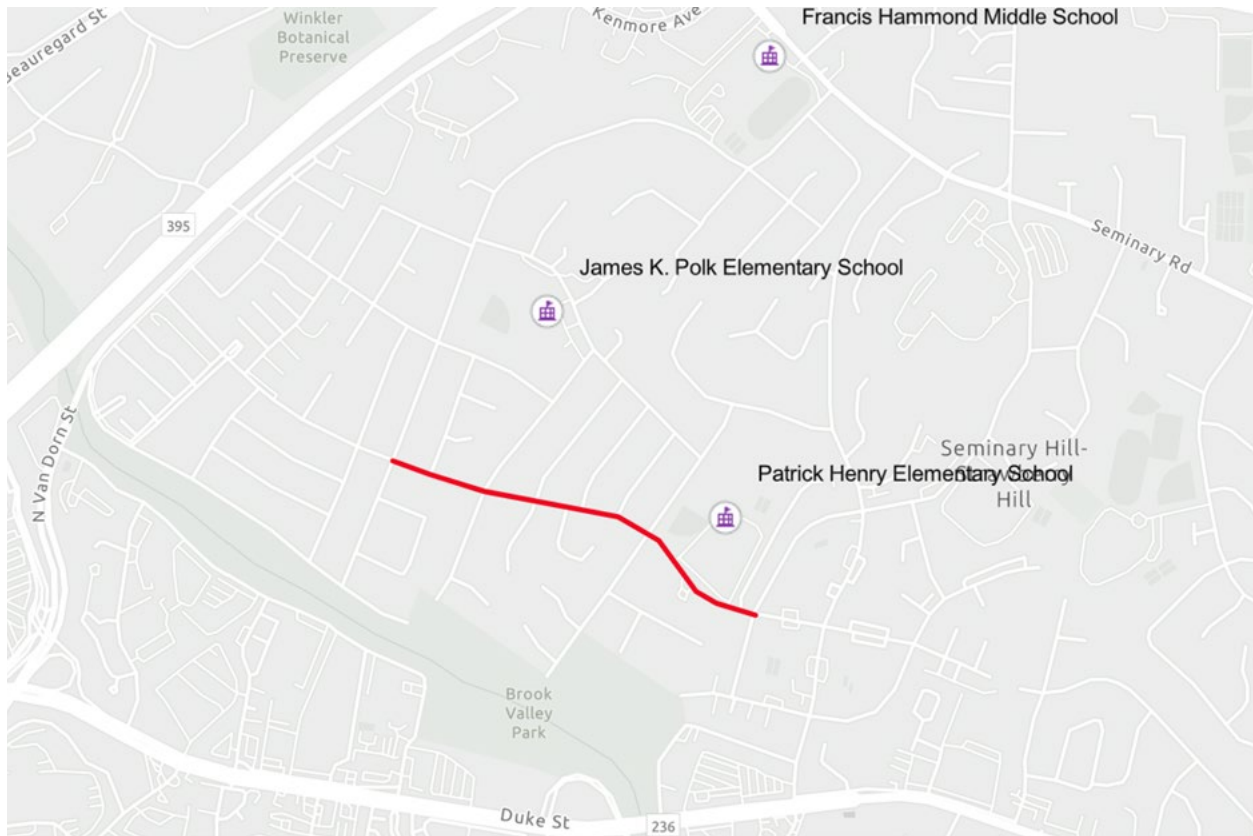 Beauregard St
Winkler
Botanical
Preserve
Kenmore Ave
Francis Hammond Middle School
395
Seminary Rd
James K. Polk Elementary School
N Van Dorn St
Seminary Hill-
Patrick Henry Elementary School
Hill
Brook
Valley
Park
Duke St
236